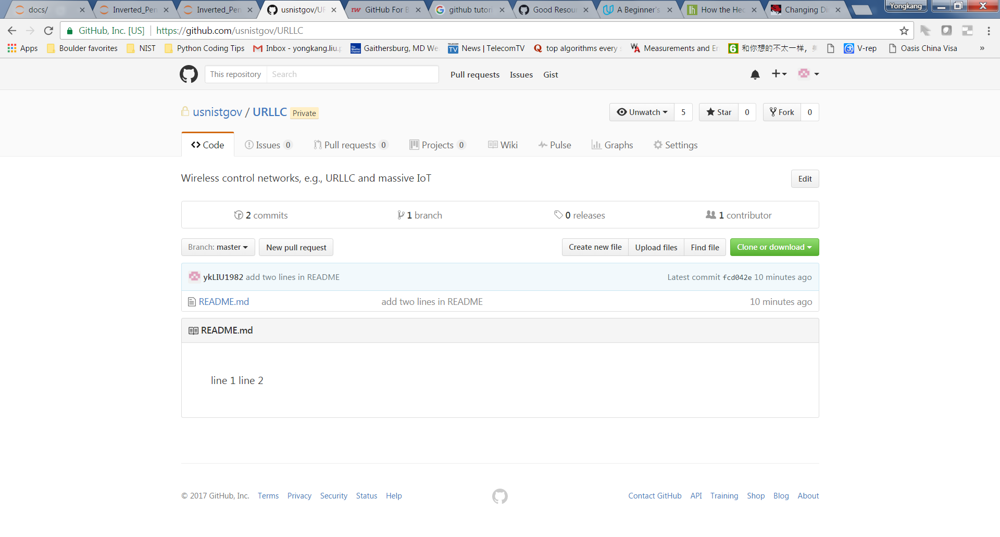 docs/ Inverted_Pen Inverted_Pen usnistgov/UR GitHub For B github tutori Good Resour A Beginner's How the Hec Changing Di Yongkang
GitHub, Inc. [US] https://github.com/usnistgov/URLLC
Apps Boulder favorites NIST Python Coding Tips Inbox - yongkang.liu.p Gaithersburg, MD We News | TelecomTV top algorithms every Measurements and Er 和你想的不太一样, V-rep Oasis China Visa »
This repository Search Pull requests Issues Gist
usnistgov / URLLC Private Unwatch 5 Star 0 Fork 0
Code Issues 0 Pull requests 0 Projects 0 Wiki Pulse Graphs Settings
Wireless control networks, e.g., URLLC and massive IoT Edit
2 commits 1 branch 0 releases 1 contributor
Branch: master New pull request Create new file Upload files Find file Clone or download
ykLIU1982 add two lines in README Latest commit fcd042e 10 minutes ago
README.md add two lines in README 10 minutes ago
README.md
line 1 line 2
© 2017 GitHub, Inc. Terms Privacy Security Status Help Contact GitHub API Training Shop Blog About